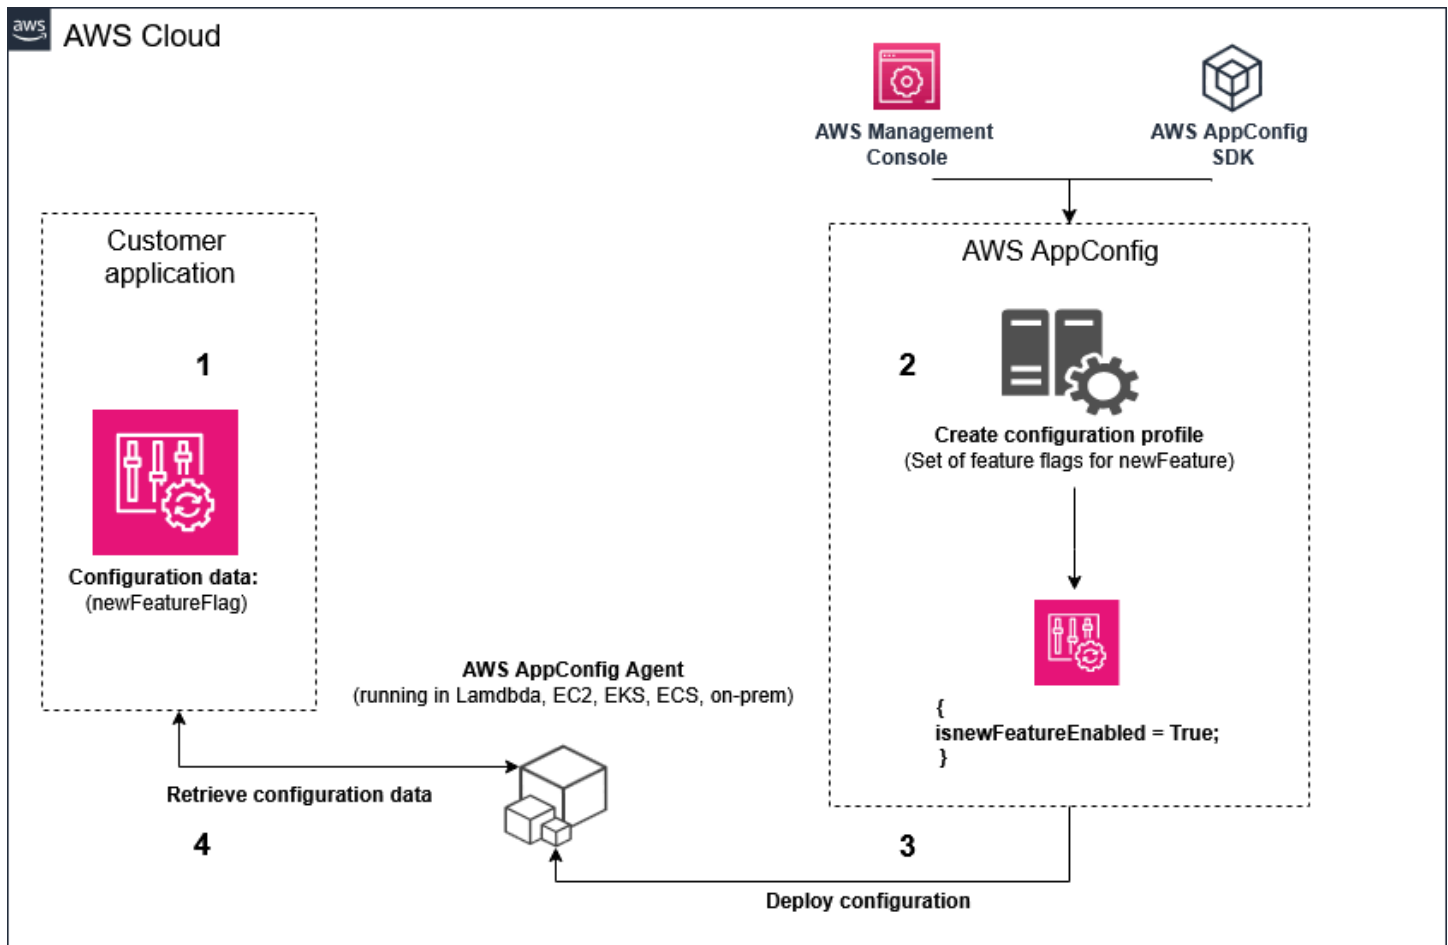 aws
AWS Cloud
AWS Management
Console
AWS AppConfig
SDK
Customer
application
1
Configuration data:
(newFeatureFlag)
AWS AppConfig
2
Create configuration profile
(Set of feature flags for newFeature)
{
isnewFeatureEnabled = True;
}
AWS AppConfig Agent
(running in Lamdbda, EC2, EKS, ECS, on-prem)
Retrieve configuration data
4
3
Deploy configuration